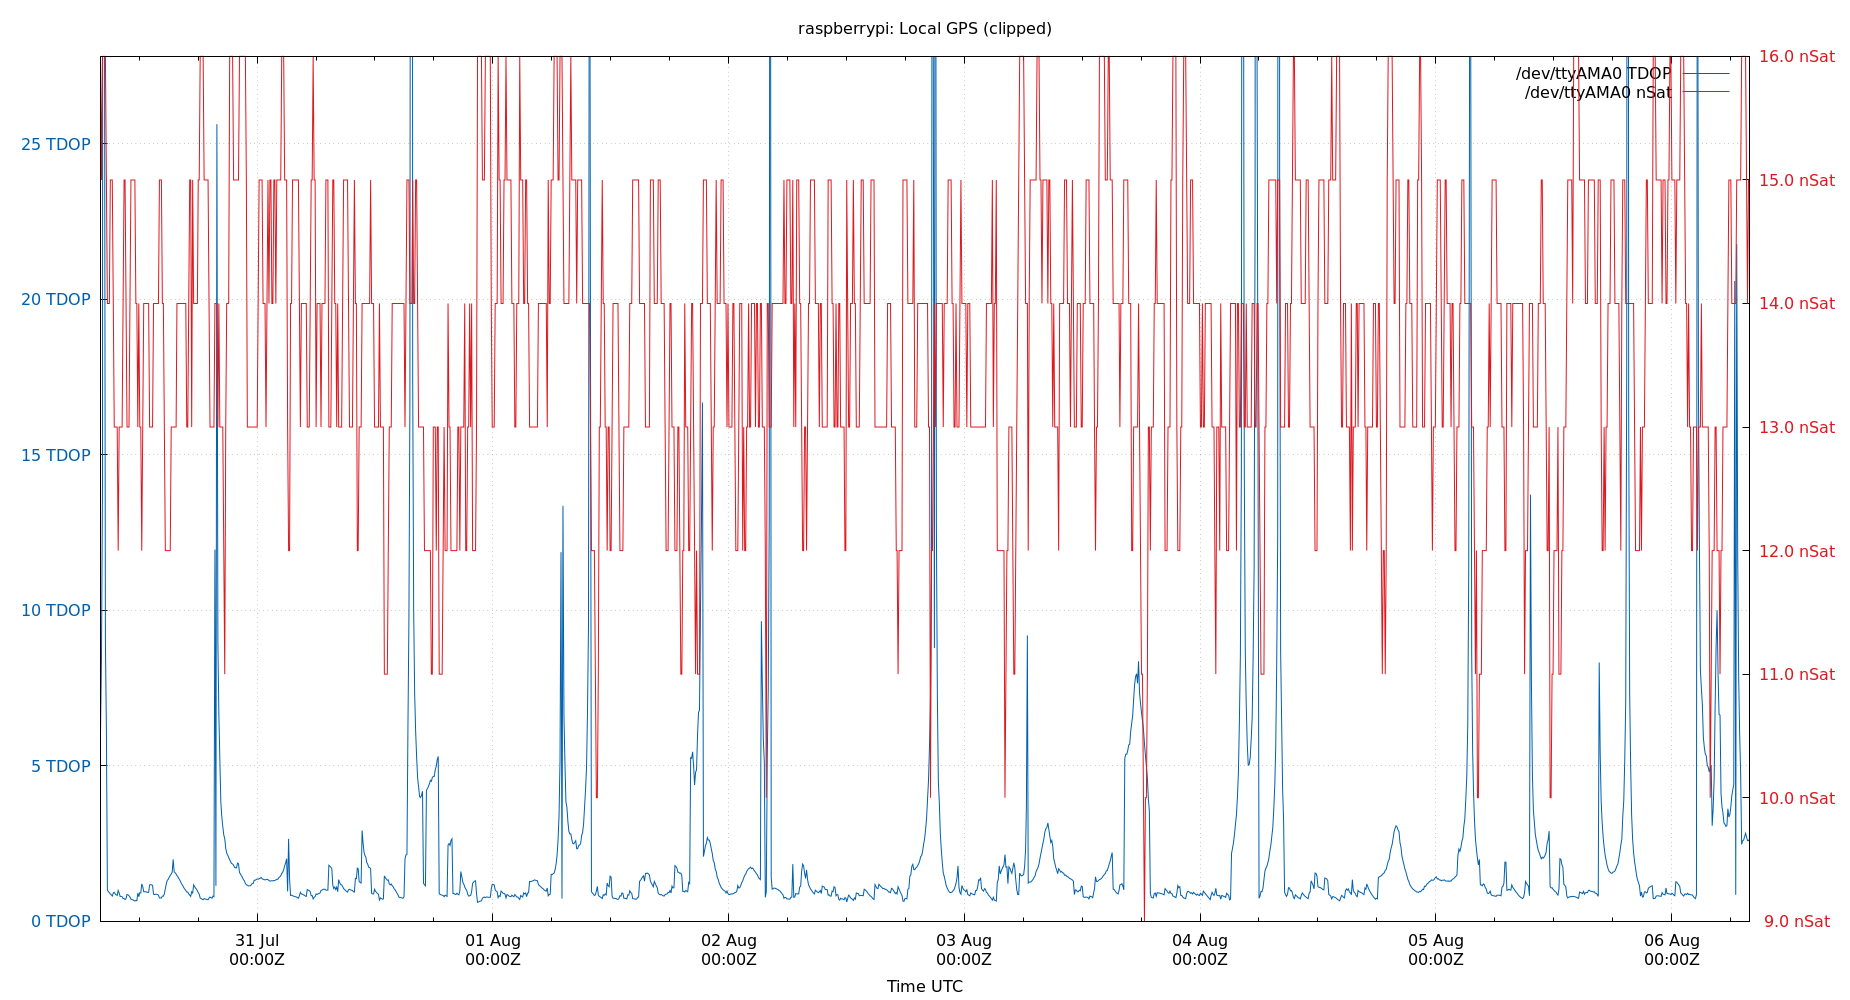 raspberrypi: Local GPS (clipped)
16.0 nSat
/dev/ttyAMA0 TDOP
/dev/ttyAMA0 nSat
25 TDOP
15.0 nSat
20 TDOP
14.0 nSat
15 TDOP
13.0 nSat
12.0 nSat
10 TDOP
11.0 nSat
5 TDOP
10.0 nSat
0 TDOP
9.0 nSat
31 Jul
00:00Z
01 Aug
00:00Z
02 Aug
00:00Z
03 Aug
00:00Z
04 Aug
00:00Z
05 Aug
00:00Z
06 Aug
00:00Z
Time UTC